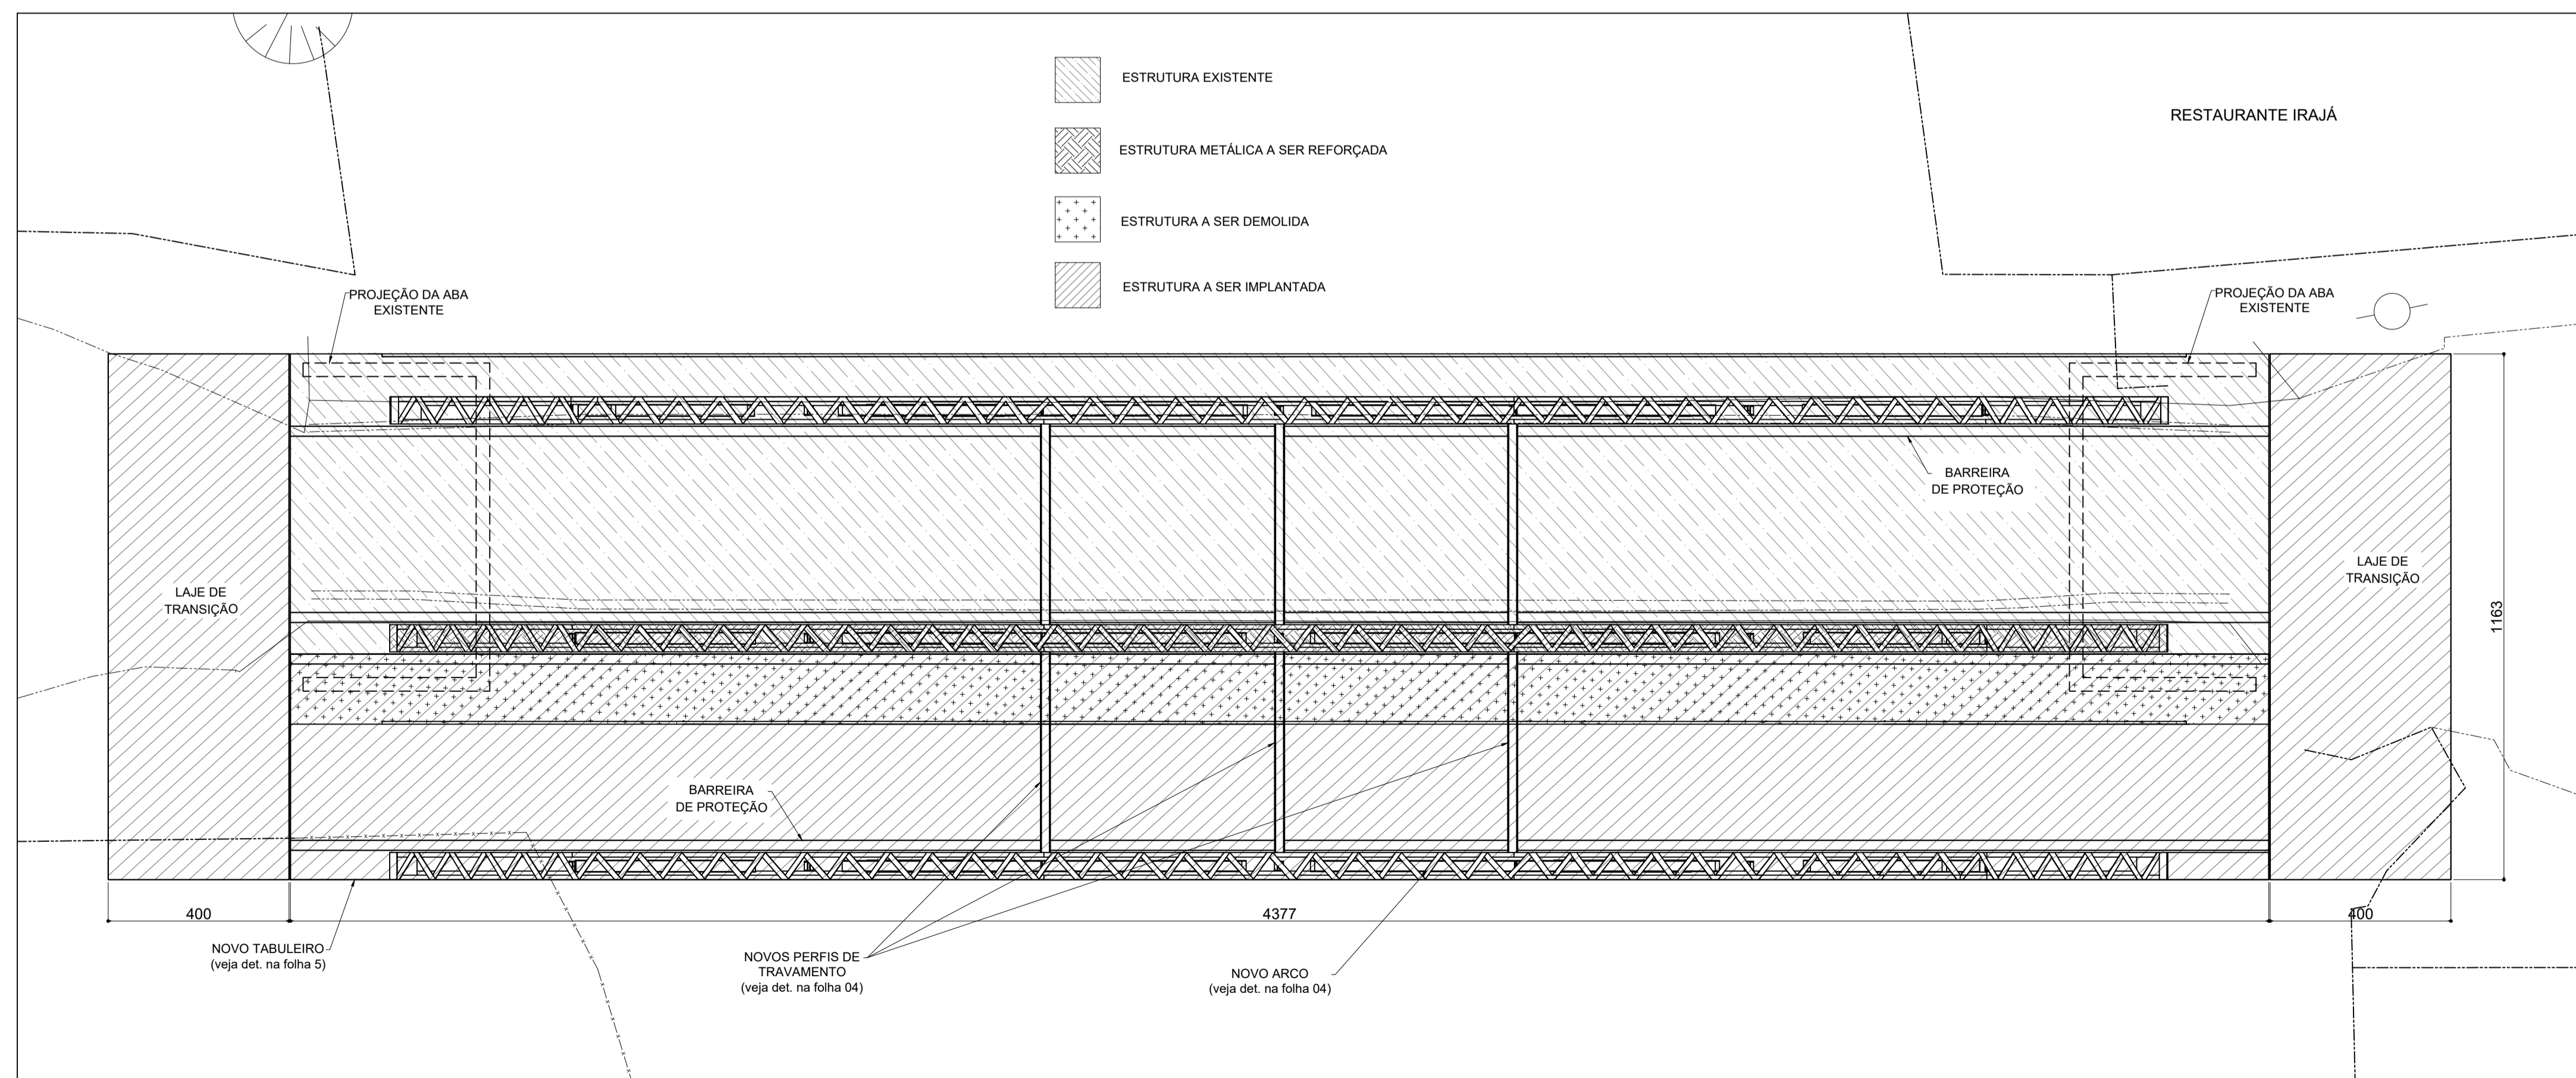 ESTRUTURA EXISTENTE
RESTAURANTE IRAJÁ
ESTRUTURA METÁLICA A SER REFORÇADA
ESTRUTURA A SER DEMOLIDA
ESTRUTURA A SER IMPLANTADA
PROJEÇÃO DA ABA
EXISTENTE
PROJEÇÃO DA ABA
EXISTENTE
BARREIRA
DE PROTEÇÃO
LAJE DE
TRANSIÇÃO
LAJE DE
TRANSIÇÃO
1163
BARREIRA
DE PROTEÇÃO
400
4377
400
NOVO TABULEIRO
(veja det. na folha 5)
NOVOS PERFIS DE
TRAVAMENTO
(veja det. na folha 04)
NOVO ARCO
(veja det. na folha 04)